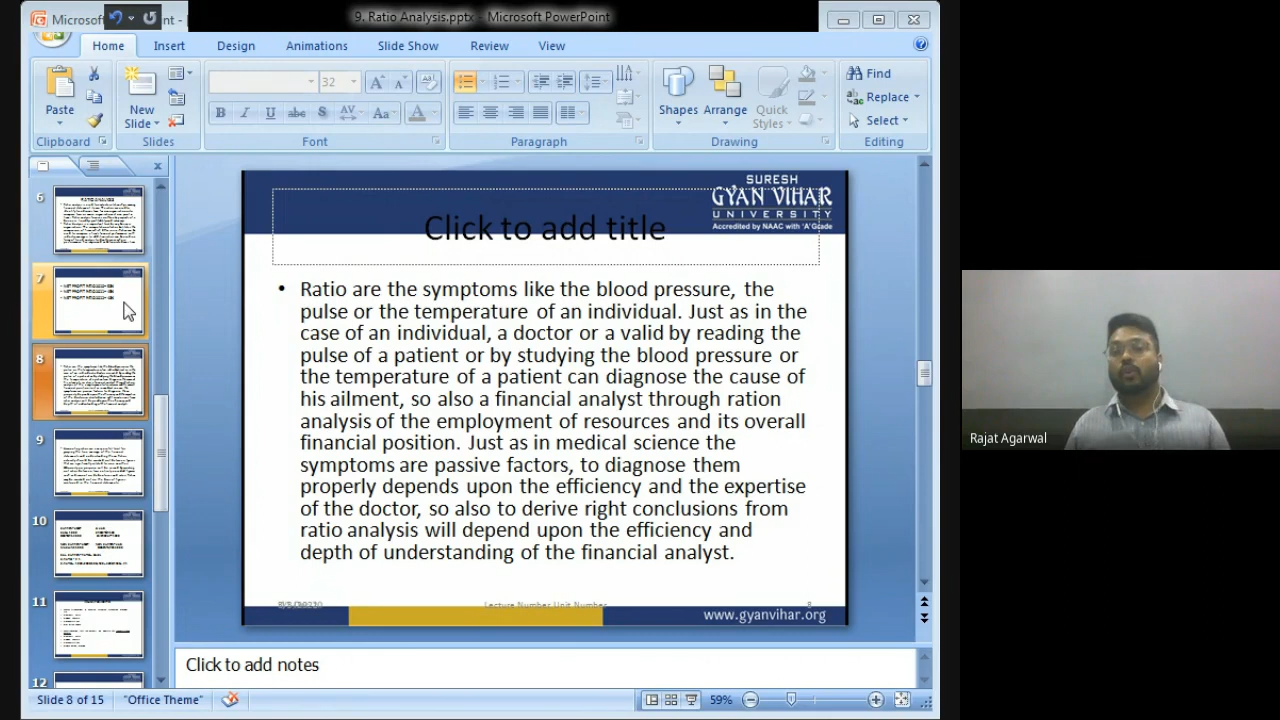 Microsoft
9. Ratio Analysis.pptx - Microsoft PowerPoint
Home Insert Design Animations Slide Show Review View
Paste
New
Slide
32
B I U abc S AV Aa A
Shapes Arrange Quick
Styles
Find
Replace
Select
Clipboard Slides Font Paragraph Drawing Editing
6
7
8
9
10
11
12
SURESH
GYAN VIHAR
UNIVERSITY
Accredited by NAAC with 'A' Grade
Click to add title
• Ratio are the symptoms like the blood pressure, the
pulse or the temperature of an individual. Just as in the
case of an individual, a doctor or a valid by reading the
pulse of a patient or by studying the blood pressure or
the temperature of a patient can diagnose the cause of
his ailment, so also a financial analyst through ration
analysis of the employment of resources and its overall
financial position. Just as in medical science the
symptoms are passive factors, to diagnose them
properly depends upon the efficiency and the expertise
of the doctor, so also to derive right conclusions from
ratio analysis will depend upon the efficiency and
depth of understanding of the financial analyst.
Lecture Number Unit Number
8
www.gyanvihar.org
Click to add notes
Slide 8 of 15 "Office Theme" 59%
Rajat Agarwal